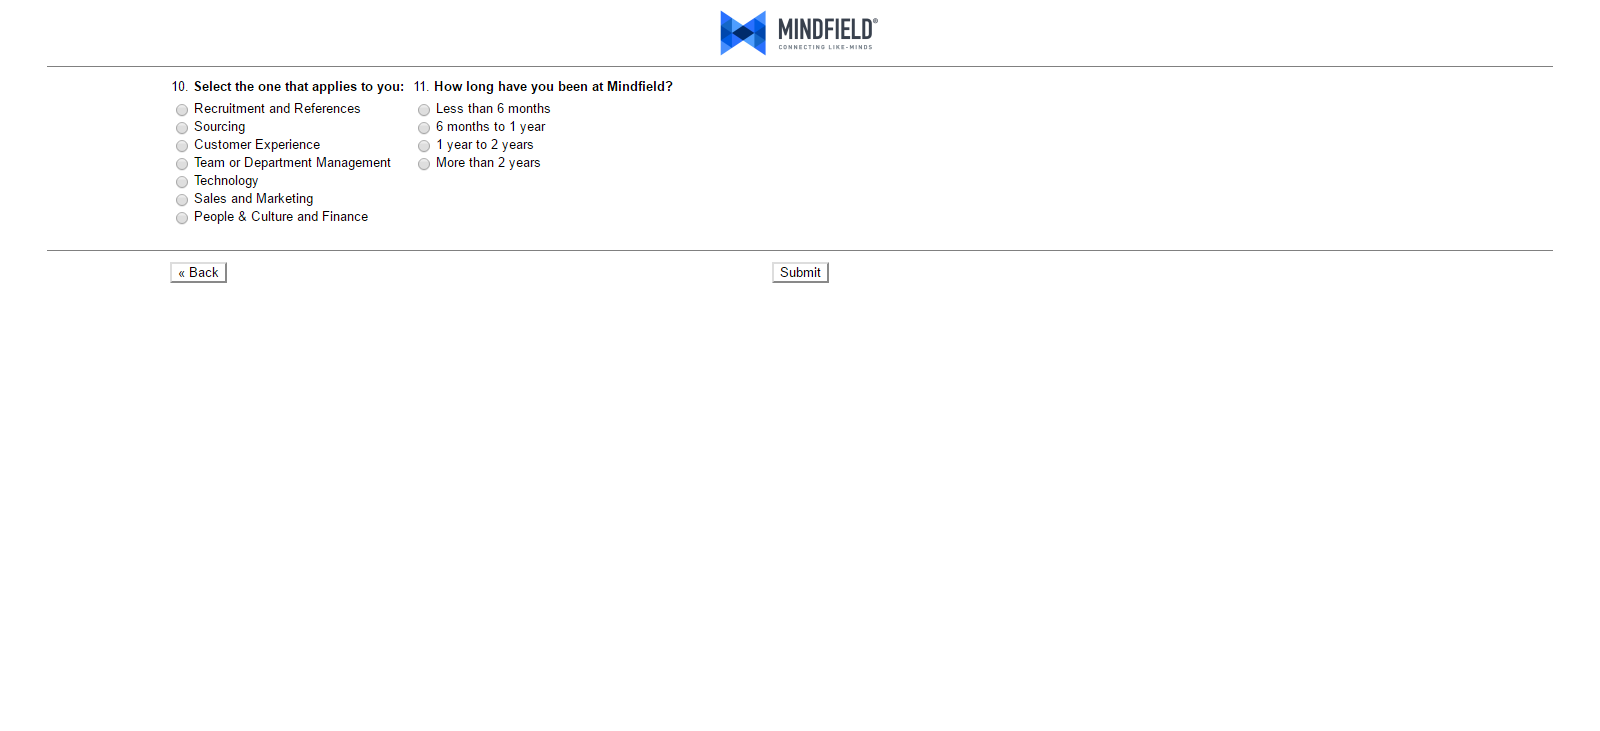 MINDFIELD®
CONNECTING LIKE-MINDS
10. Select the one that applies to you:
Recruitment and References
Sourcing
Customer Experience
Team or Department Management
Technology
Sales and Marketing
People & Culture and Finance
11. How long have you been at Mindfield?
Less than 6 months
6 months to 1 year
1 year to 2 years
More than 2 years
« Back
Submit